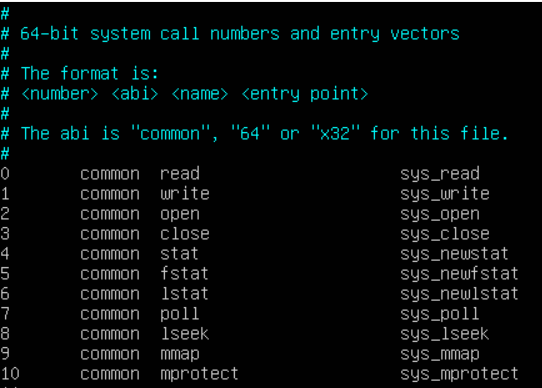 #
# 64-bit system call numbers and entry vectors
#
# The format is:
# <number> <abi> <name> <entry point>
#
# The abi is "common", "64" or "x32" for this file.
#
0 common read sys_read
1 common write sys_write
2 common open sys_open
3 common close sys_close
4 common stat sys_newstat
5 common fstat sys_newfstat
6 common lstat sys_newlstat
7 common poll sys_poll
8 common lseek sys_lseek
9 common mmap sys_mmap
10 common mprotect sys_mprotect